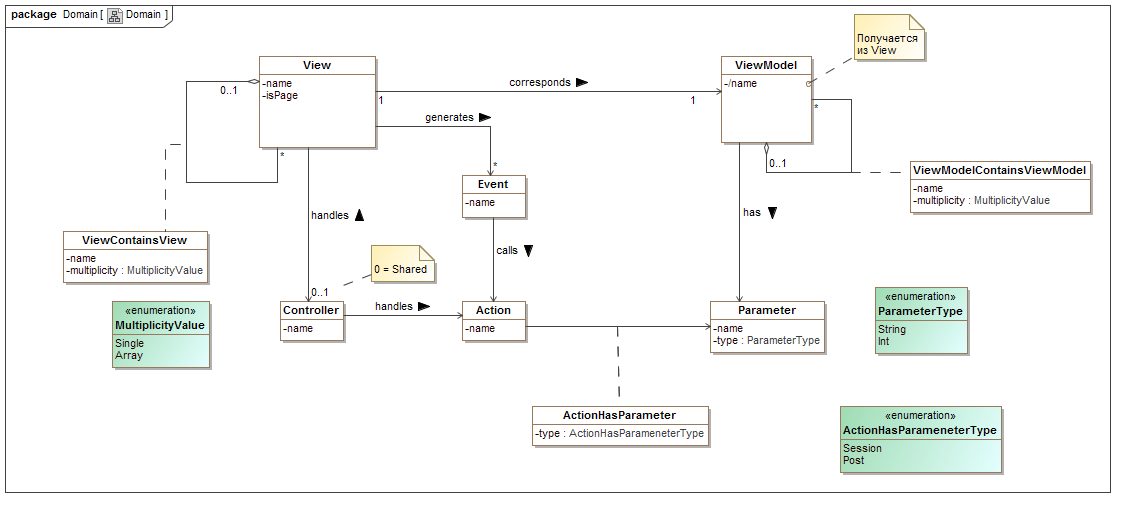 package Domain [ Domain ]
Получается
из View
View
-name
-isPage
0..1
*
corresponds
1
1
ViewModel
-/name
*
0..1
generates
*
Event
-name
ViewModelContainsViewModel
-name
-multiplicity : MultiplicityValue
handles
calls
has
ViewContainsView
-name
-multiplicity : MultiplicityValue
0 = Shared
0..1
Controller
-name
handles
Action
-name
Parameter
-name
-type : ParameterType
«enumeration»
ParameterType
String
Int
«enumeration»
MultiplicityValue
Single
Array
ActionHasParameter
-type : ActionHasParameneterType
«enumeration»
ActionHasParameneterType
Session
Post